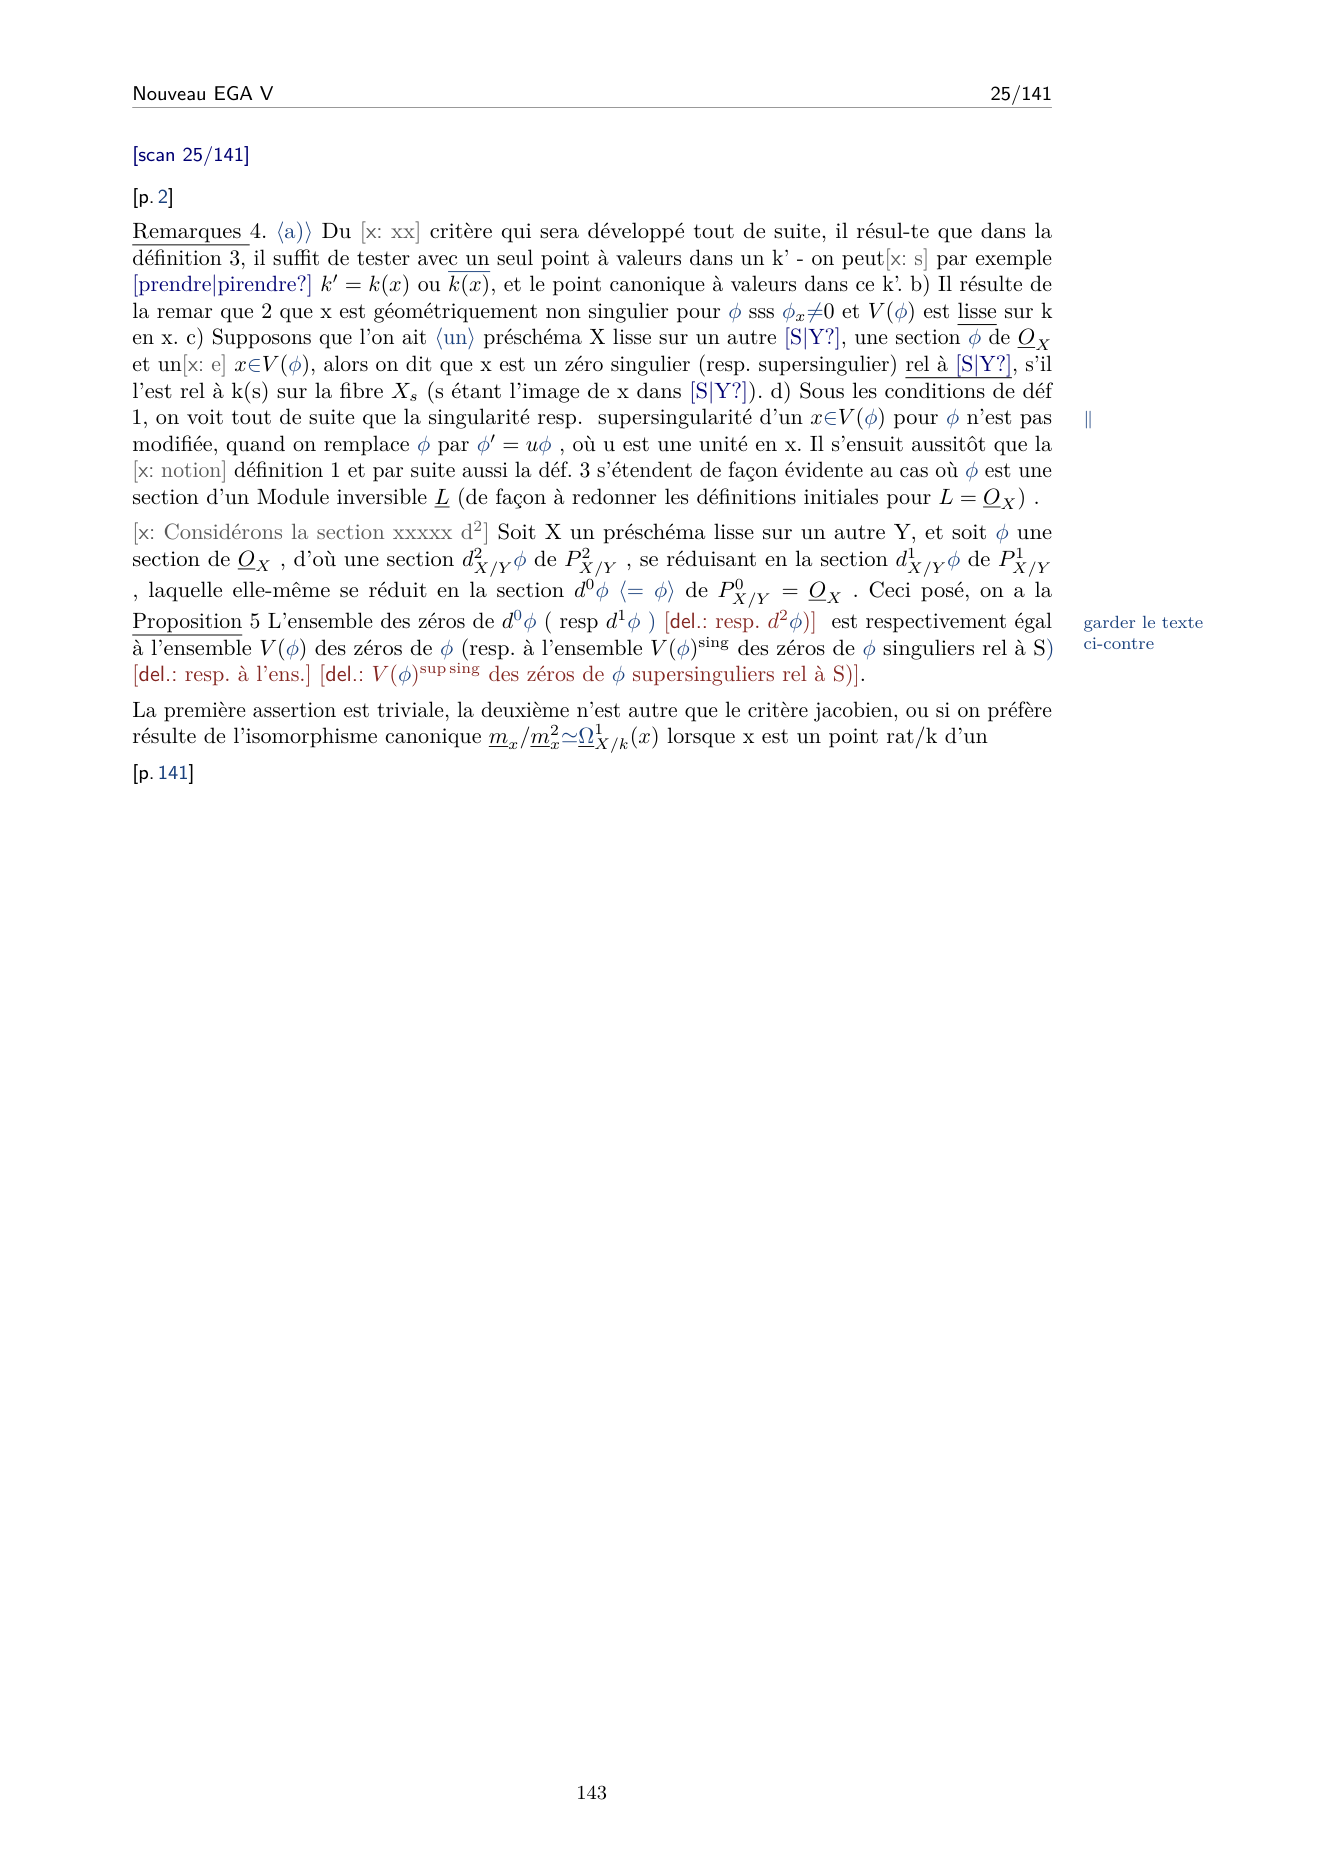 Nouveau EGA V 25/141
[scan 25/141]
[p. 2]
Remarques 4. ⟨a)⟩ Du [x: xx] critère qui sera développé tout de suite, il résul-te que dans la
définition 3, il suffit de tester avec un seul point à valeurs dans un k' - on peut[x: s] par exemple
[prendre|pirendre?] k′ = k(x) ou \overline{k(x)}, et le point canonique à valeurs dans ce k'. b) Il résulte de
la remar que 2 que x est géométriquement non singulier pour ϕ sss ϕ_x≠0 et V(ϕ) est lisse sur k
en x. c) Supposons que l'on ait ⟨un⟩ préschéma X lisse sur un autre [S|Y?], une section ϕ de O_X
et un[x: e] x∈V(ϕ), alors on dit que x est un zéro singulier (resp. supersingulier) rel à [S|Y?], s'il
l'est rel à k(s) sur la fibre X_s (s étant l'image de x dans [S|Y?]). d) Sous les conditions de déf
1, on voit tout de suite que la singularité resp. supersingularité d'un x∈V(ϕ) pour ϕ n'est pas ‖
modifiée, quand on remplace ϕ par ϕ′ = uϕ , où u est une unité en x. Il s'ensuit aussitôt que la
[x: notion] définition 1 et par suite aussi la déf. 3 s'étendent de façon évidente au cas où ϕ est une
section d'un Module inversible L (de façon à redonner les définitions initiales pour L = O_X) .
[x: Considérons la section xxxxx d²] Soit X un préschéma lisse sur un autre Y, et soit ϕ une
section de O_X , d'où une section d²_{X/Y}ϕ de P²_{X/Y} , se réduisant en la section d¹_{X/Y}ϕ de P¹_{X/Y}
, laquelle elle-même se réduit en la section d⁰ϕ ⟨= ϕ⟩ de P⁰_{X/Y} = O_X . Ceci posé, on a la
Proposition 5 L'ensemble des zéros de d⁰ϕ ( resp d¹ϕ ) [del.: resp. d²ϕ)] est respectivement égal
à l'ensemble V(ϕ) des zéros de ϕ (resp. à l'ensemble V(ϕ)^{sing} des zéros de ϕ singuliers rel à S)
[del.: resp. à l'ens.] [del.: V(ϕ)^{sup sing} des zéros de ϕ supersinguliers rel à S)].
garder le texte
ci-contre
La première assertion est triviale, la deuxième n'est autre que le critère jacobien, ou si on préfère
résulte de l'isomorphisme canonique m_x/m²_x≃Ω¹_{X/k}(x) lorsque x est un point rat/k d'un
[p. 141]
143